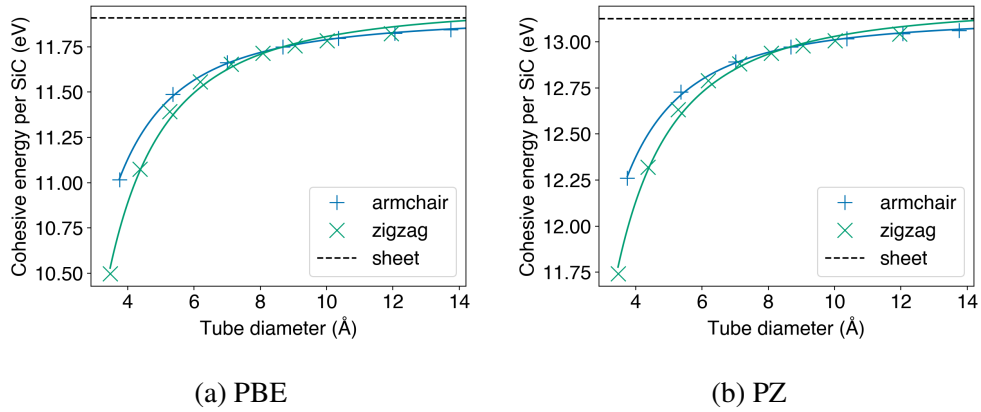 Cohesive energy per SiC (eV)
11.75
11.50
11.25
11.00
10.75
10.50
4 6 8 10 12 14
Tube diameter (Å)
armchair
zigzag
sheet
(a) PBE
Cohesive energy per SiC (eV)
13.00
12.75
12.50
12.25
12.00
11.75
4 6 8 10 12 14
Tube diameter (Å)
armchair
zigzag
sheet
(b) PZ